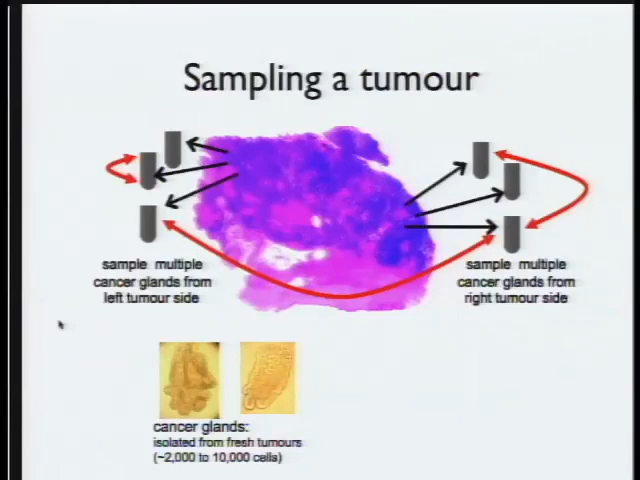 Sampling a tumour
sample multiple
cancer glands from
left tumour side
sample multiple
cancer glands from
right tumour side
cancer glands:
isolated from fresh tumours
(~2,000 to 10,000 cells)